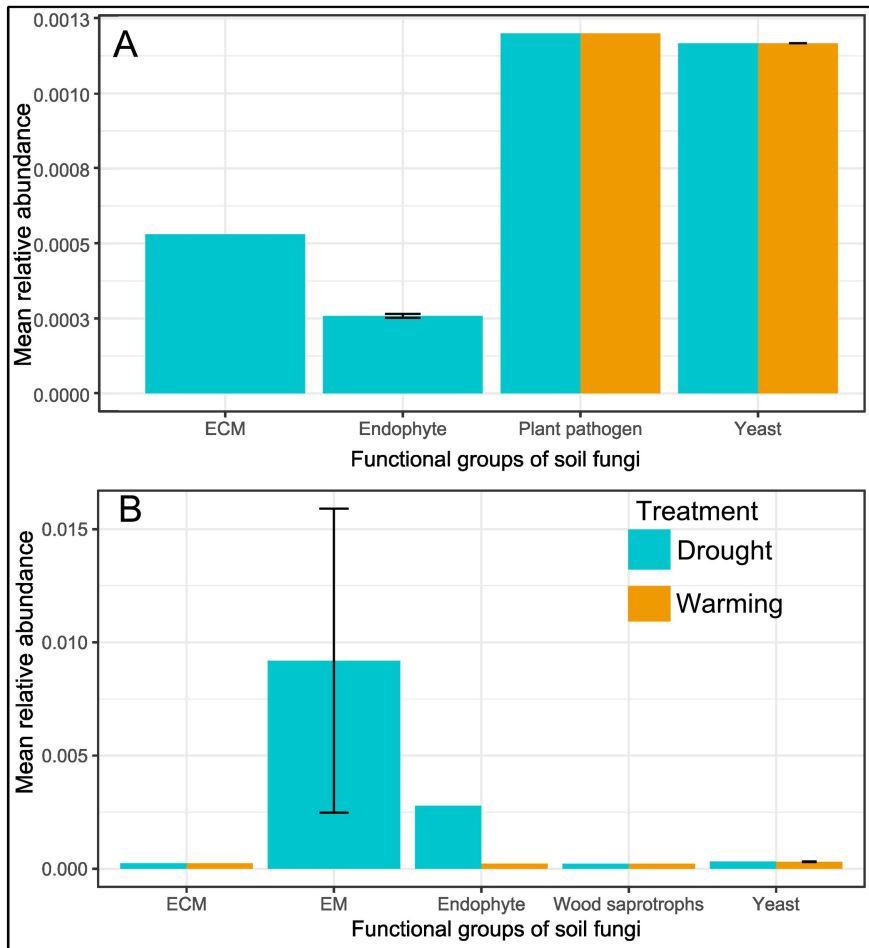 A
Mean relative abundance
0.0013
0.0010
0.0008
0.0005
0.0003
0.0000
ECM Endophyte Plant pathogen Yeast
Functional groups of soil fungi
B
Mean relative abundance
0.015
0.010
0.005
0.000
Treatment
Drought
Warming
ECM EM Endophyte Wood saprotrophs Yeast
Functional groups of soil fungi